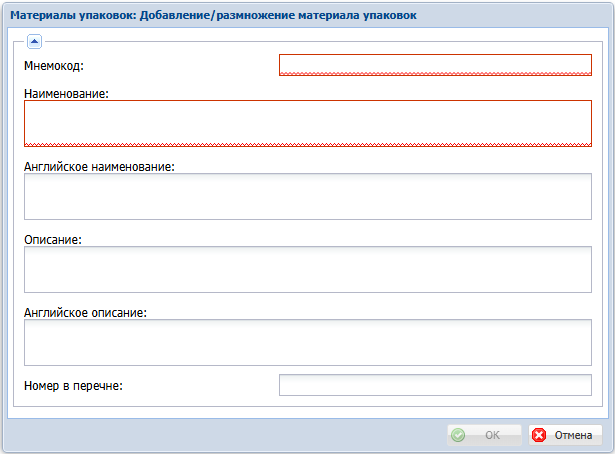 Материалы упаковок: Добавление/размножение материала упаковок
Мнемокод:
Наименование:
Английское наименование:
Описание:
Английское описание:
Номер в перечне:
ОК Отмена